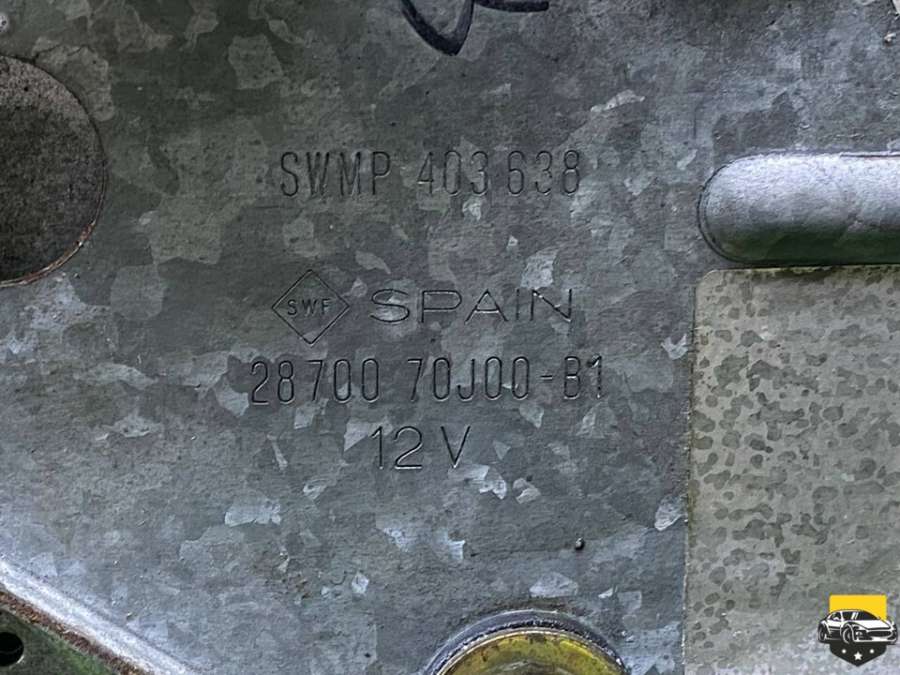 SWMP 403 638
SWF SPAIN
28700 70J00-B1
12V